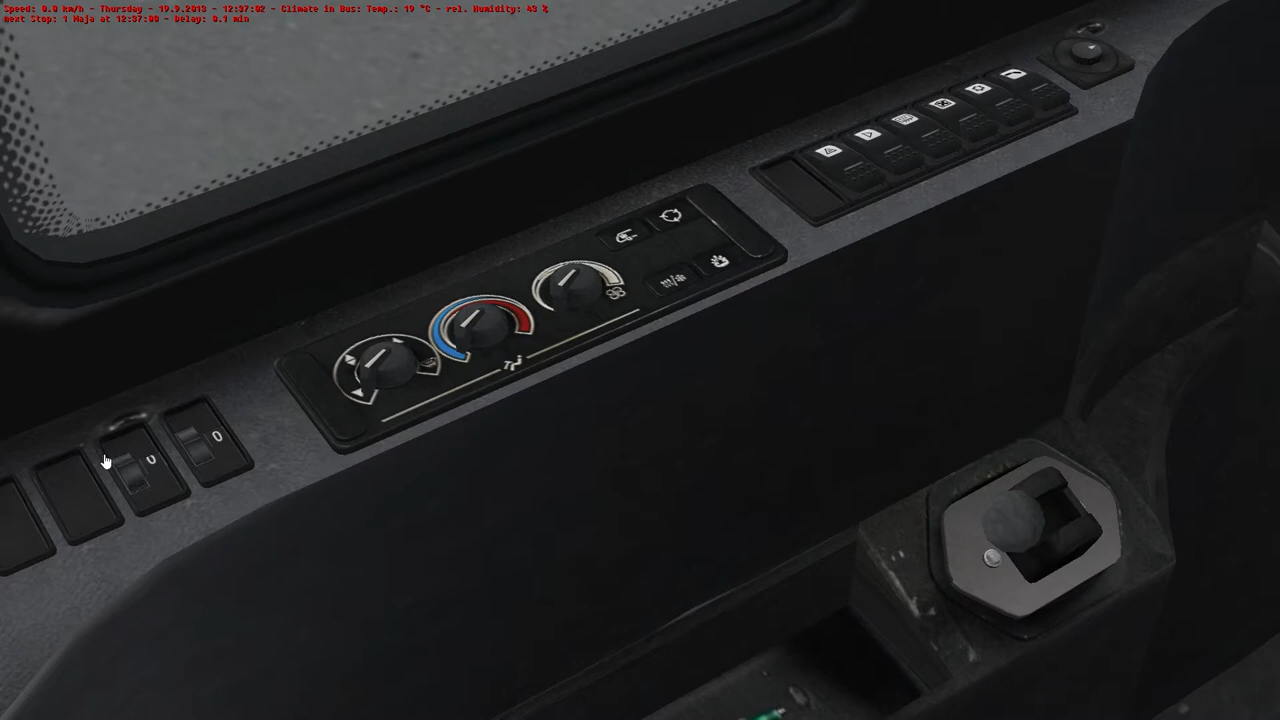 Speed: 0.0 km/h - Thursday - 19.9.2013 - 12:37:02 - Climate in Bus: Temp.: 19 °C - rel. Humidity: 43 %
next Stop: 1 Maja at 12:37:00 - Delay: 0.1 min